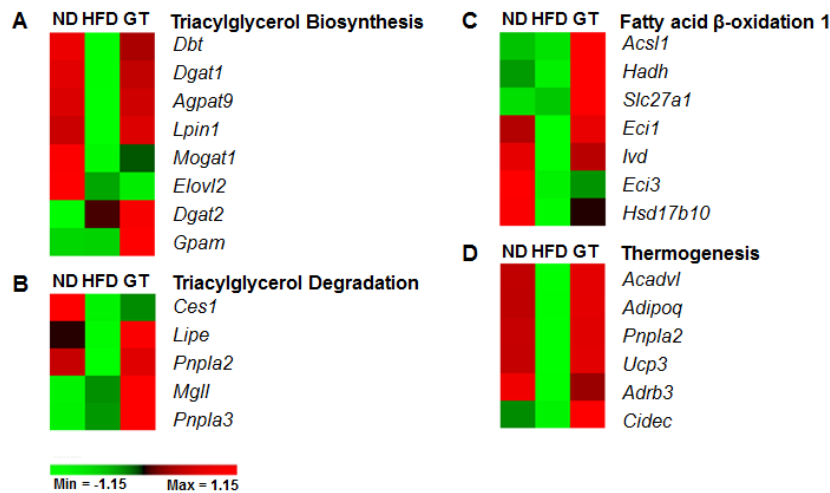 A ND HFD GT Triacylglycerol Biosynthesis
Dbt
Dgat1
Agpat9
Lpin1
Mogat1
Elovl2
Dgat2
Gpam
B ND HFD GT Triacylglycerol Degradation
Ces1
Lipe
Pnpla2
Mgll
Pnpla3
Min = -1.15 Max = 1.15
C ND HFD GT Fatty acid β-oxidation 1
Acsl1
Hadh
Slc27a1
Eci1
Ivd
Eci3
Hsd17b10
D ND HFD GT Thermogenesis
Acadvl
Adipoq
Pnpla2
Ucp3
Adrb3
Cidec